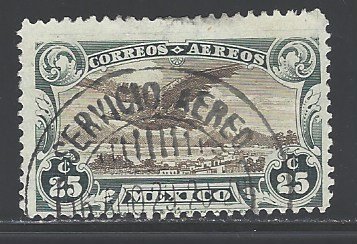 CORREOS AEREOS
SERVICIO AEREO
¢ ¢
25 MEXICO 25